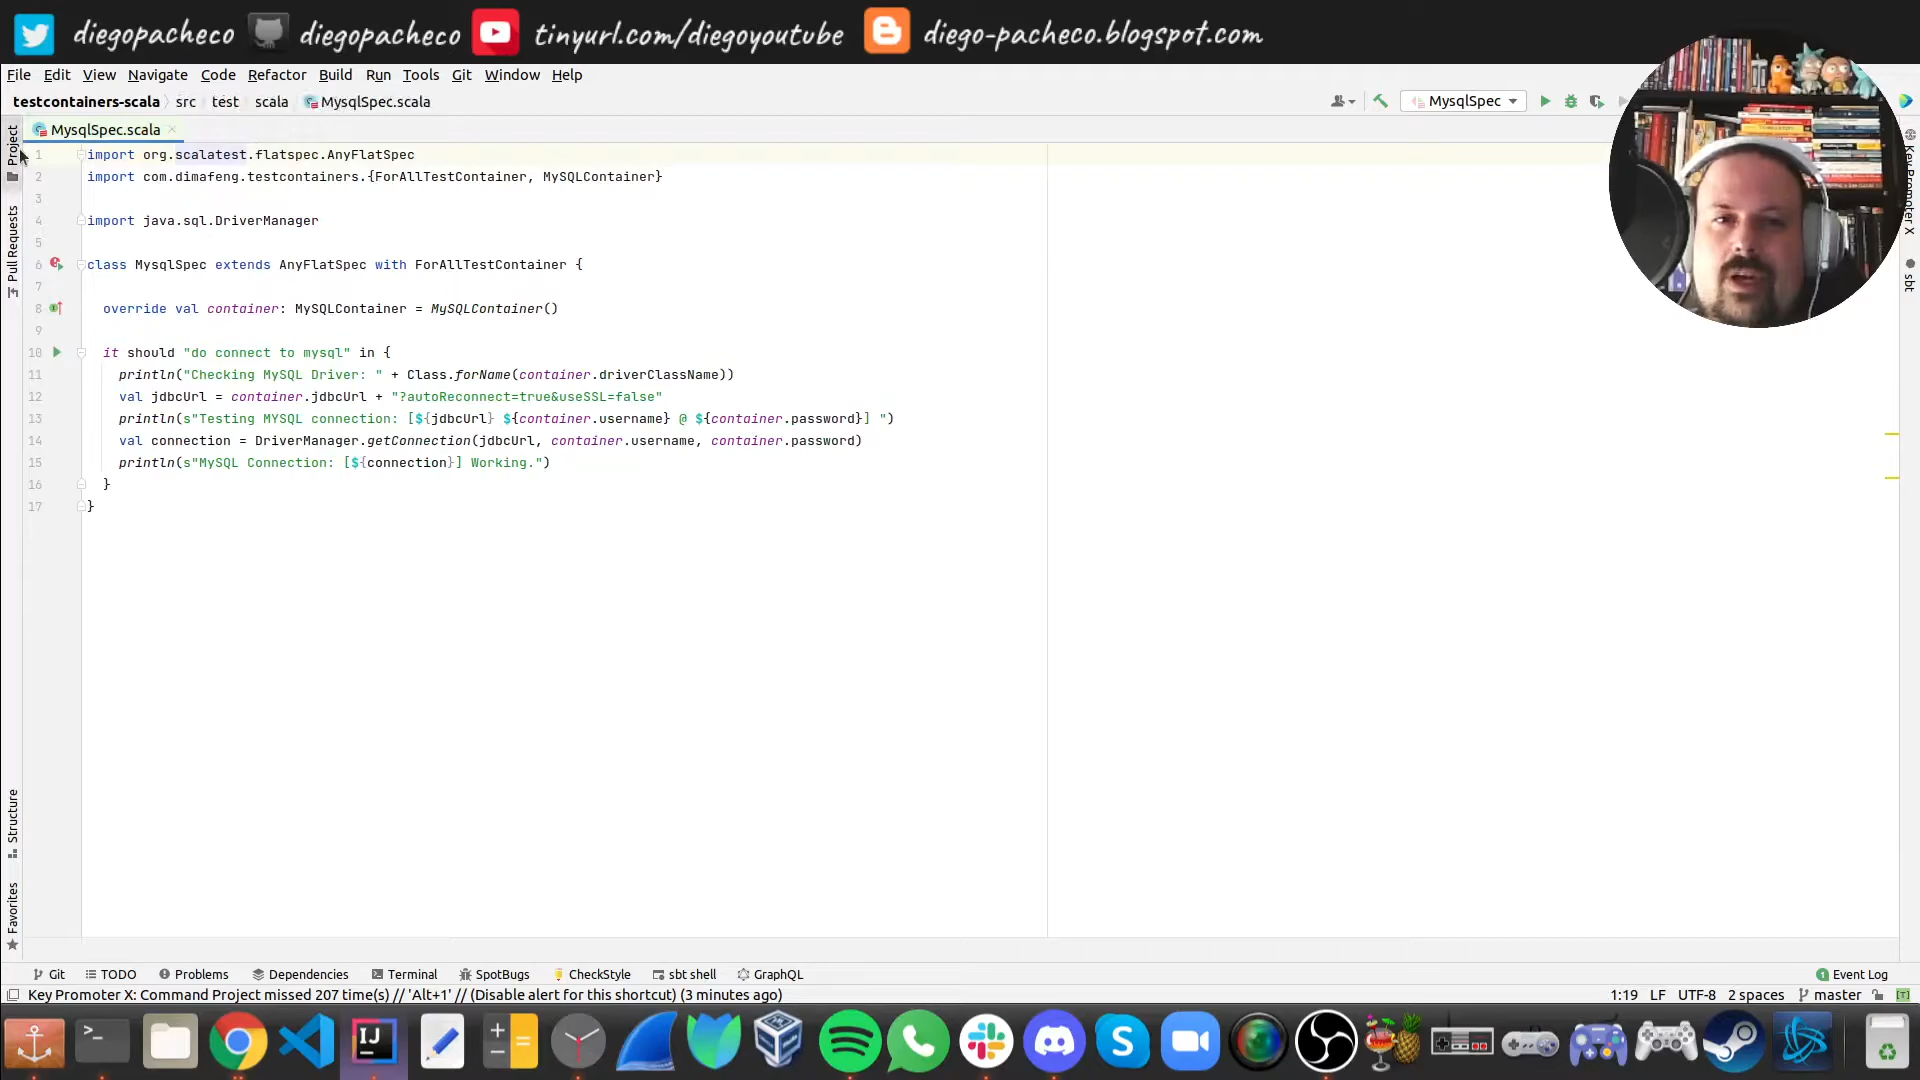 diegopacheco diegopacheco tinyurl.com/diegoyoutube diego-pacheco.blogspot.com
File Edit View Navigate Code Refactor Build Run Tools Git Window Help
testcontainers-scala src test scala MysqlSpec.scala MysqlSpec
MysqlSpec.scala
1 import org.scalatest.flatspec.AnyFlatSpec
2 import com.dimafeng.testcontainers.{ForAllTestContainer, MySQLContainer}
3
4 import java.sql.DriverManager
5
6 class MysqlSpec extends AnyFlatSpec with ForAllTestContainer {
7
8 override val container: MySQLContainer = MySQLContainer()
9
10 it should "do connect to mysql" in {
11 println("Checking MySQL Driver: " + Class.forName(container.driverClassName))
12 val jdbcUrl = container.jdbcUrl + "?autoReconnect=true&useSSL=false"
13 println(s"Testing MYSQL connection: [${jdbcUrl} ${container.username} @ ${container.password}] ")
14 val connection = DriverManager.getConnection(jdbcUrl, container.username, container.password)
15 println(s"MySQL Connection: [${connection}] Working.")
16 }
17 }
Project
Pull Requests
Structure
Favorites
Key Promoter X
sbt
Git TODO Problems Dependencies Terminal SpotBugs CheckStyle sbt shell GraphQL 1 Event Log
Key Promoter X: Command Project missed 207 time(s) // 'Alt+1' // (Disable alert for this shortcut) (3 minutes ago) 1:19 LF UTF-8 2 spaces master